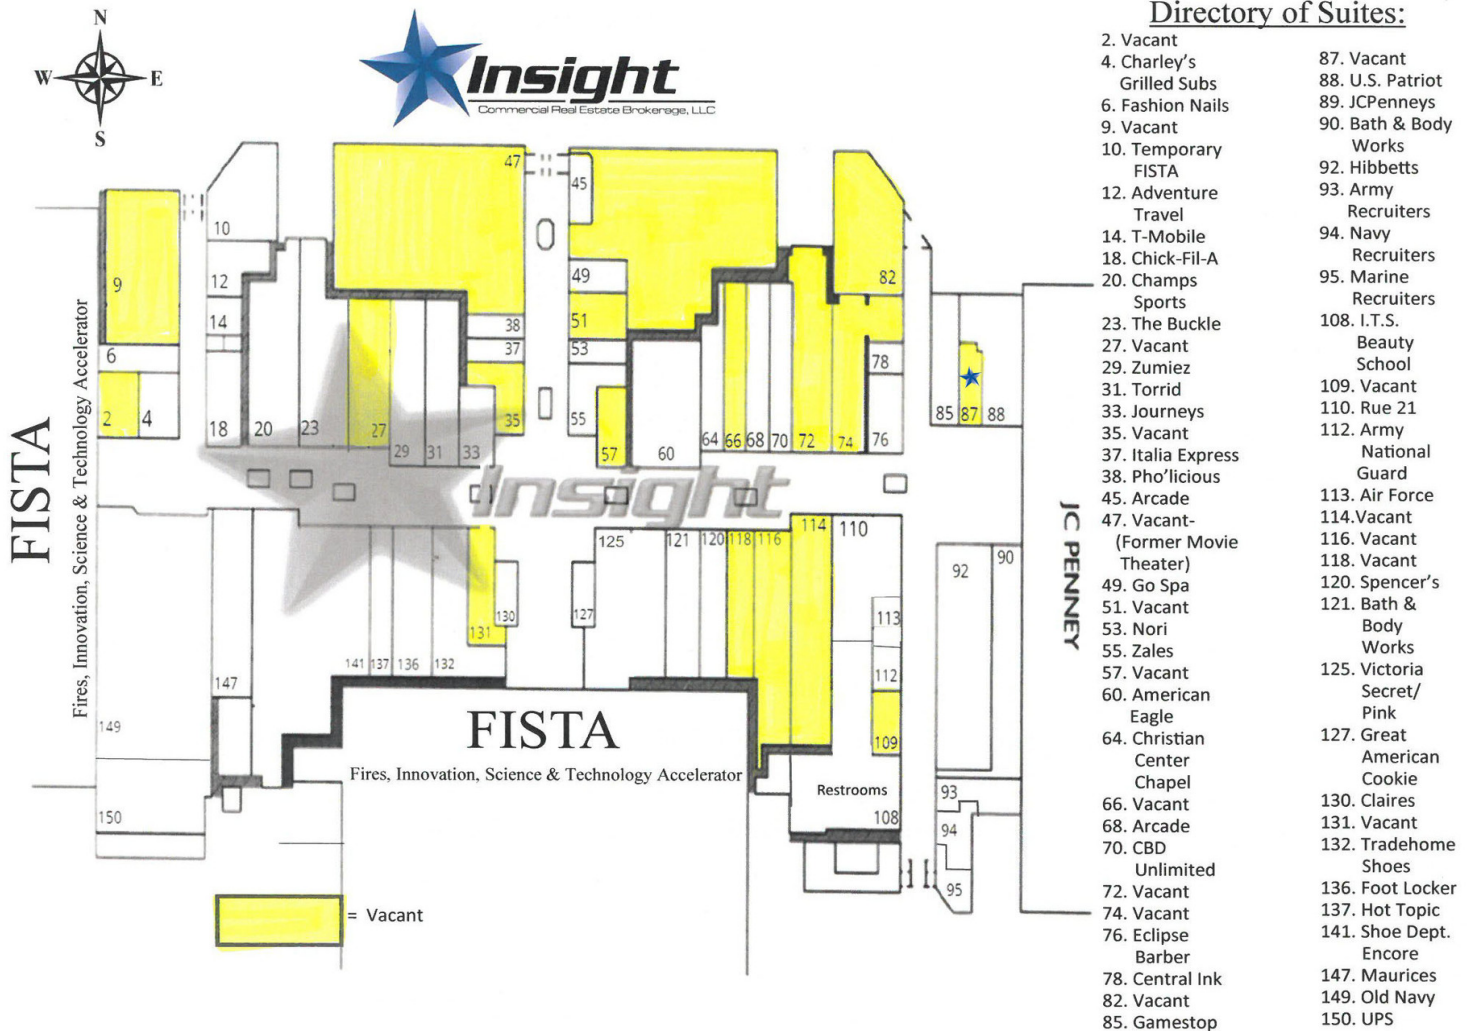 Directory of Suites:
N
W E
S
Insight
Commercial Real Estate Brokerage, LLC
2. Vacant
4. Charley's
Grilled Subs
6. Fashion Nails
9. Vacant
10. Temporary
FISTA
12. Adventure
Travel
14. T-Mobile
18. Chick-Fil-A
20. Champs
Sports
23. The Buckle
27. Vacant
29. Zumiez
31. Torrid
33. Journeys
35. Vacant
37. Italia Express
38. Pho'licious
45. Arcade
47. Vacant-
(Former Movie
Theater)
49. Go Spa
51. Vacant
53. Nori
55. Zales
57. Vacant
60. American
Eagle
64. Christian
Center
Chapel
66. Vacant
68. Arcade
70. CBD
Unlimited
72. Vacant
74. Vacant
76. Eclipse
Barber
78. Central Ink
82. Vacant
85. Gamestop
87. Vacant
88. U.S. Patriot
89. JCPenneys
90. Bath & Body
Works
92. Hibbetts
93. Army
Recruiters
94. Navy
Recruiters
95. Marine
Recruiters
108. I.T.S.
Beauty
School
109. Vacant
110. Rue 21
112. Army
National
Guard
113. Air Force
114.Vacant
116. Vacant
118. Vacant
120. Spencer's
121. Bath &
Body
Works
125. Victoria
Secret/
Pink
127. Great
American
Cookie
130. Claires
131. Vacant
132. Tradehome
Shoes
136. Foot Locker
137. Hot Topic
141. Shoe Dept.
Encore
147. Maurices
149. Old Navy
150. UPS
47
45
10
12
9
49
82
14
38
51
6
37
53
78
2 4
18 20 23 27 29 31 33
35
55
57
60
64 66 68 70 72 74 76
85 87 88
FISTA
Fires, Innovation, Science & Technology Accelerator
Insight
JC PENNEY
125 121 120 118 116 114 110
92 90
130 127
113
131
141 137 136 132
112
147
149
109
FISTA
Fires, Innovation, Science & Technology Accelerator
Restrooms
93
150
108
94
95
= Vacant